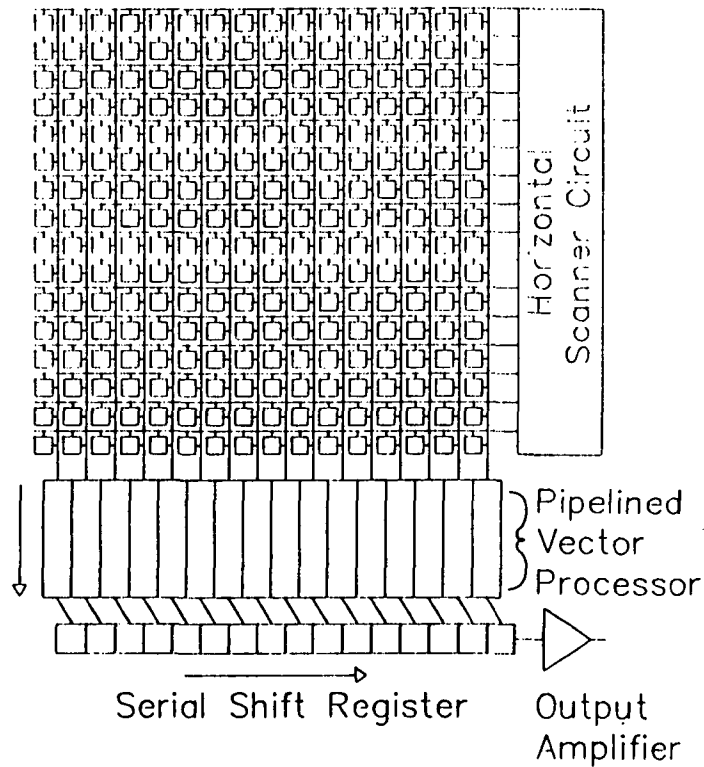 Horizontal
Scanner Circuit
Pipelined
Vector
Processor
Serial Shift Register
Output
Amplifier